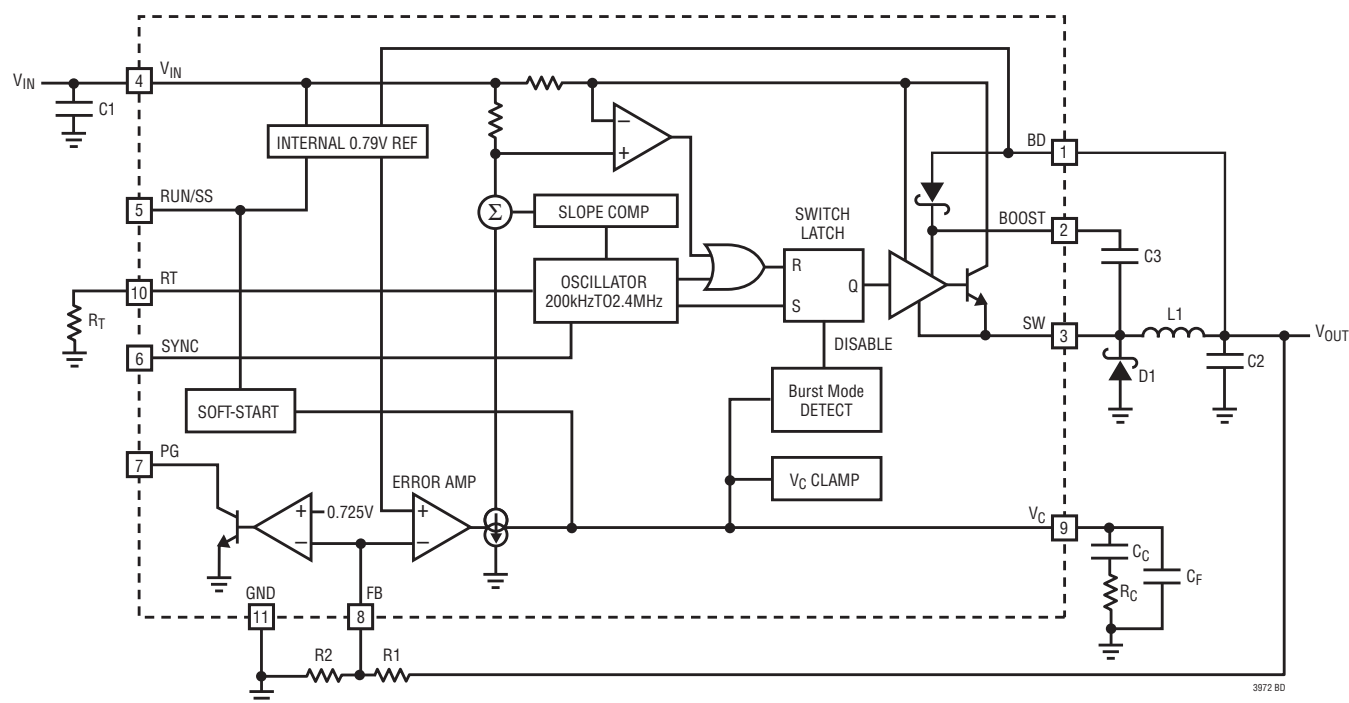 VIN
C1
4
VIN
INTERNAL 0.79V REF
5
RUN/SS
10
RT
RT
6
SYNC
SOFT-START
7
PG
0.725V
+
−
ERROR AMP
+
−
−
+
Σ
SLOPE COMP
OSCILLATOR
200kHzTO2.4MHz
SWITCH
LATCH
R
S
Q
DISABLE
Burst Mode
DETECT
VC CLAMP
BD
1
BOOST
2
C3
SW
3
L1
VOUT
D1
C2
VC
9
CC
RC
CF
GND
11
FB
8
R2
R1
3972 BD